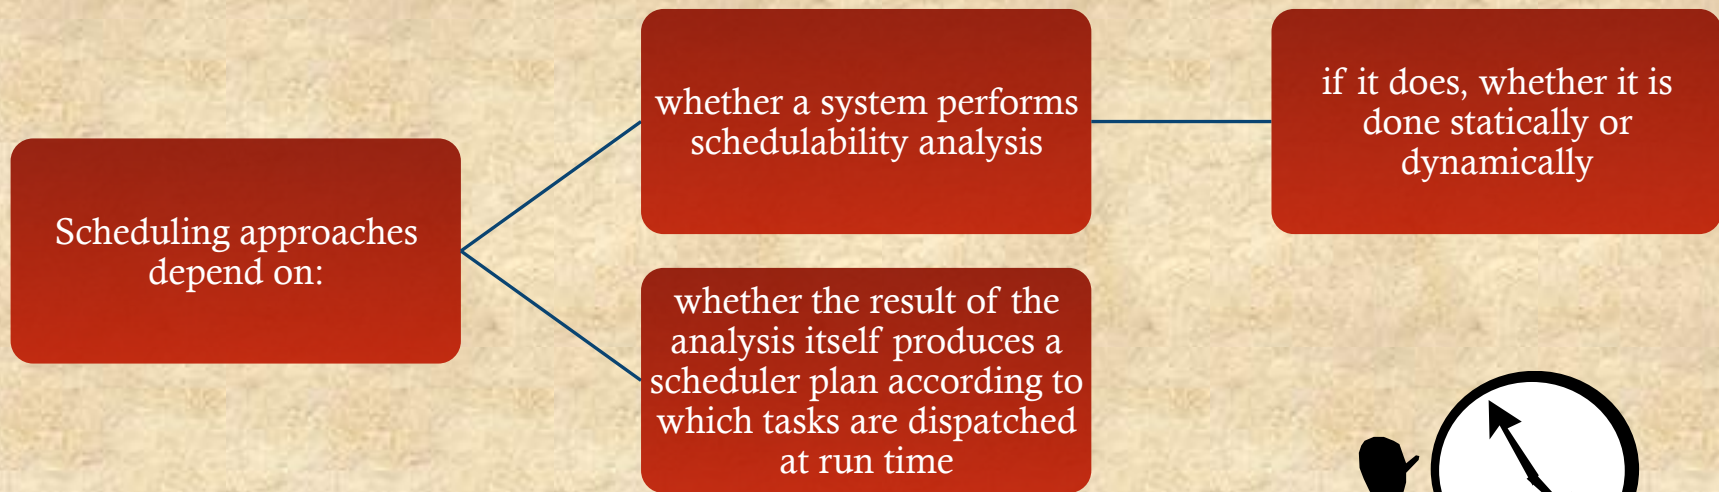 Scheduling approaches
depend on:
whether a system performs
schedulability analysis
if it does, whether it is
done statically or
dynamically
whether the result of the
analysis itself produces a
scheduler plan according to
which tasks are dispatched
at run time